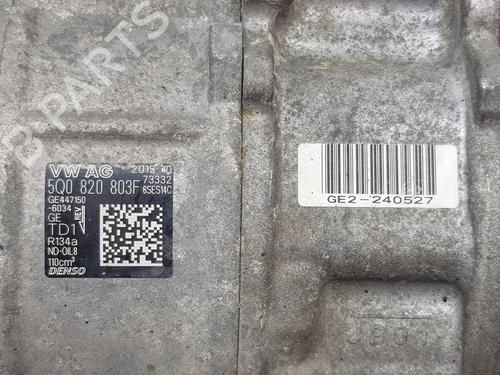 B-PARTS
VW AG 2019 40
5Q0 820 803F 73332
6SES14C
GE447150
-6034
GE
TD1 REV
R134a
ND-OIL8
110cm³
DENSO
GE2-240527